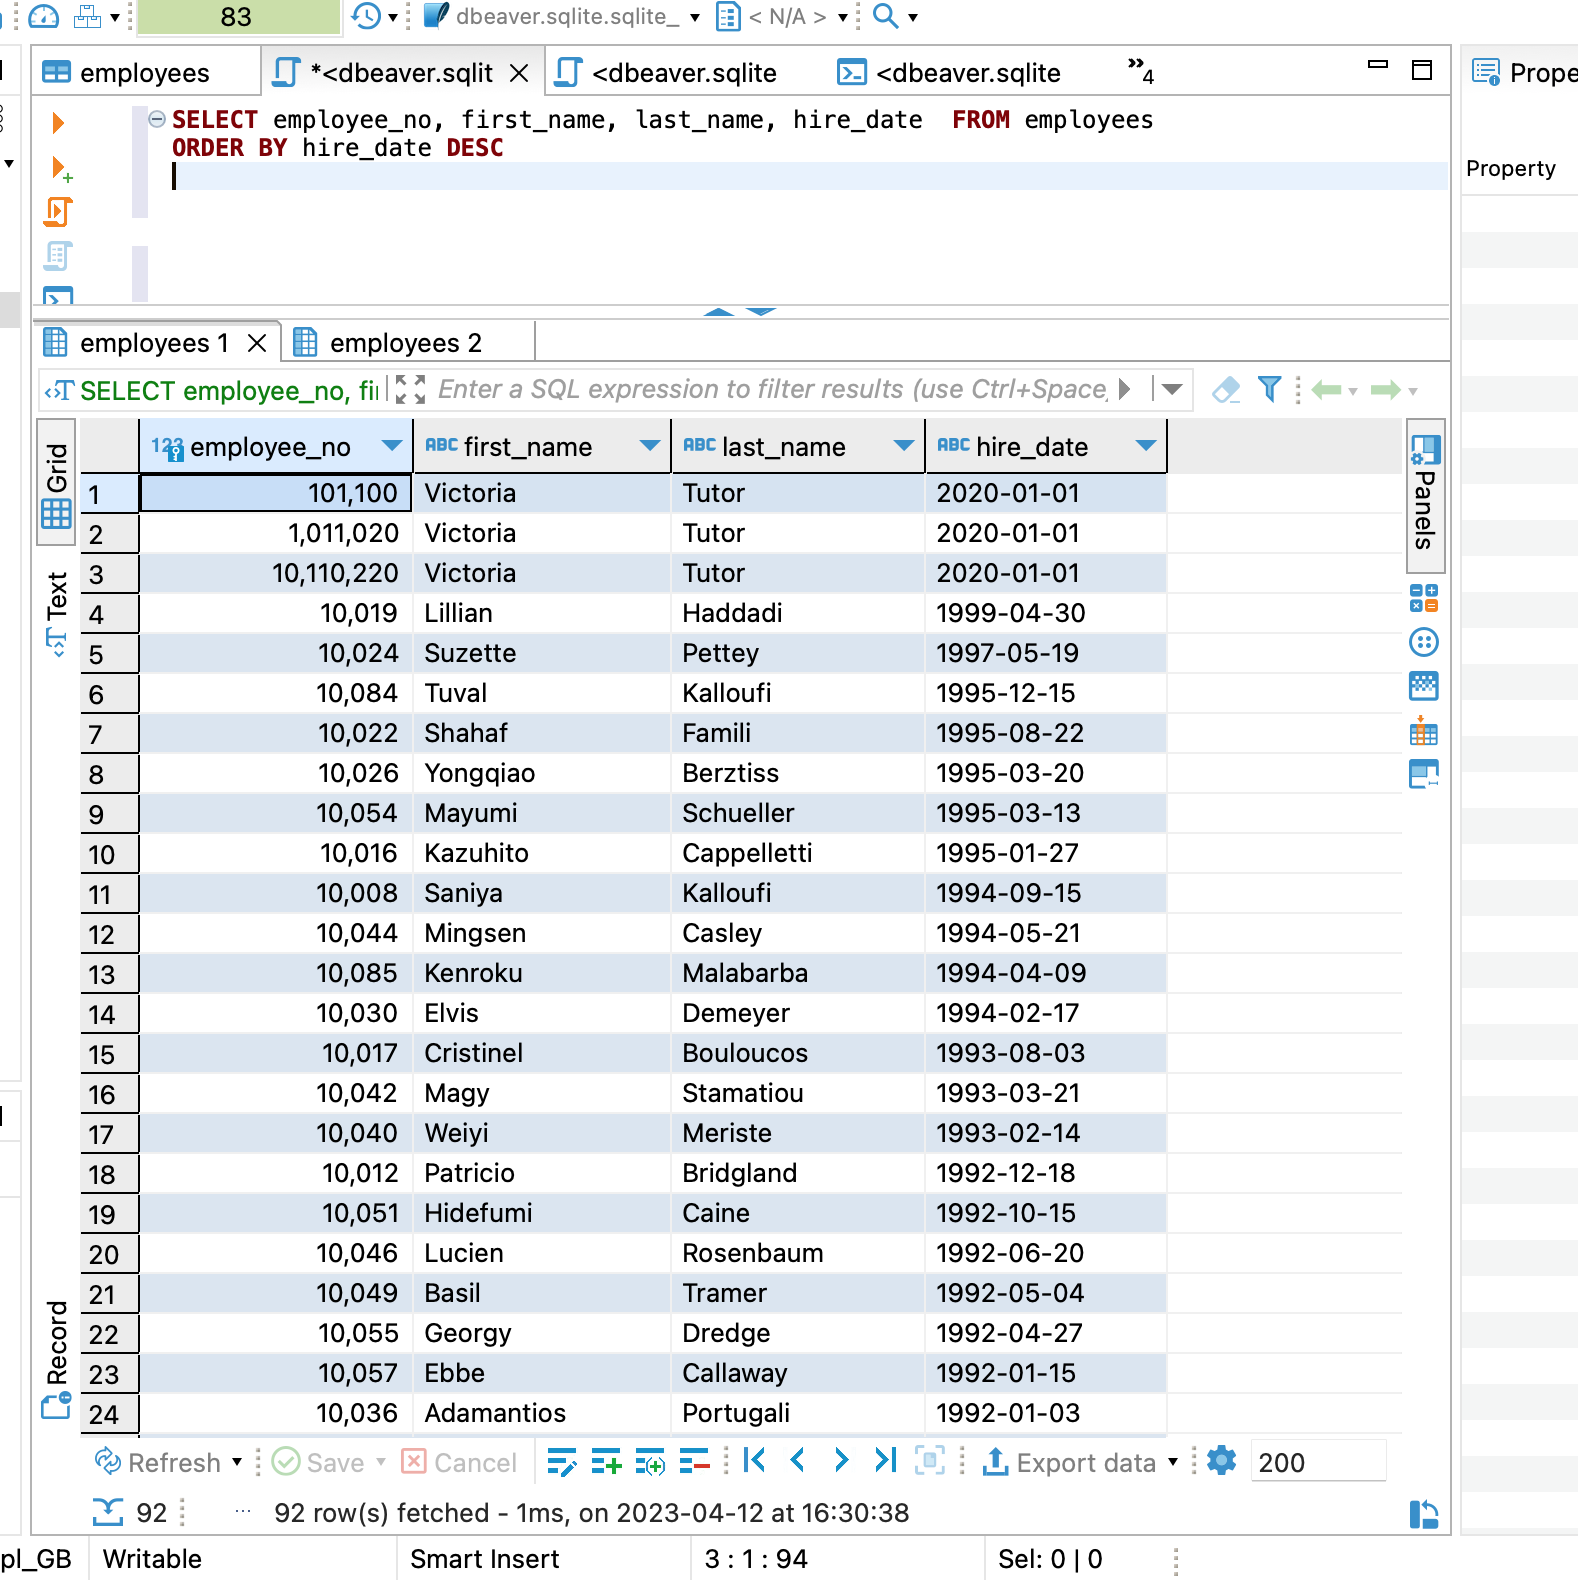 83 dbeaver.sqlite.sqlite_ < N/A >
employees *<dbeaver.sqlit <dbeaver.sqlite <dbeaver.sqlite »4 Prope
SELECT employee_no, first_name, last_name, hire_date  FROM employees
ORDER BY hire_date DESC
Property
employees 1 employees 2
SELECT employee_no, fi Enter a SQL expression to filter results (use Ctrl+Space,
Grid
Text
Record
Panels
123 employee_no ABC first_name ABC last_name ABC hire_date
1 101,100 Victoria Tutor 2020-01-01
2 1,011,020 Victoria Tutor 2020-01-01
3 10,110,220 Victoria Tutor 2020-01-01
4 10,019 Lillian Haddadi 1999-04-30
5 10,024 Suzette Pettey 1997-05-19
6 10,084 Tuval Kalloufi 1995-12-15
7 10,022 Shahaf Famili 1995-08-22
8 10,026 Yongqiao Berztiss 1995-03-20
9 10,054 Mayumi Schueller 1995-03-13
10 10,016 Kazuhito Cappelletti 1995-01-27
11 10,008 Saniya Kalloufi 1994-09-15
12 10,044 Mingsen Casley 1994-05-21
13 10,085 Kenroku Malabarba 1994-04-09
14 10,030 Elvis Demeyer 1994-02-17
15 10,017 Cristinel Bouloucos 1993-08-03
16 10,042 Magy Stamatiou 1993-03-21
17 10,040 Weiyi Meriste 1993-02-14
18 10,012 Patricio Bridgland 1992-12-18
19 10,051 Hidefumi Caine 1992-10-15
20 10,046 Lucien Rosenbaum 1992-06-20
21 10,049 Basil Tramer 1992-05-04
22 10,055 Georgy Dredge 1992-04-27
23 10,057 Ebbe Callaway 1992-01-15
24 10,036 Adamantios Portugali 1992-01-03
Refresh Save Cancel Export data 200
92 ... 92 row(s) fetched - 1ms, on 2023-04-12 at 16:30:38
pl_GB Writable Smart Insert 3 : 1 : 94 Sel: 0 | 0